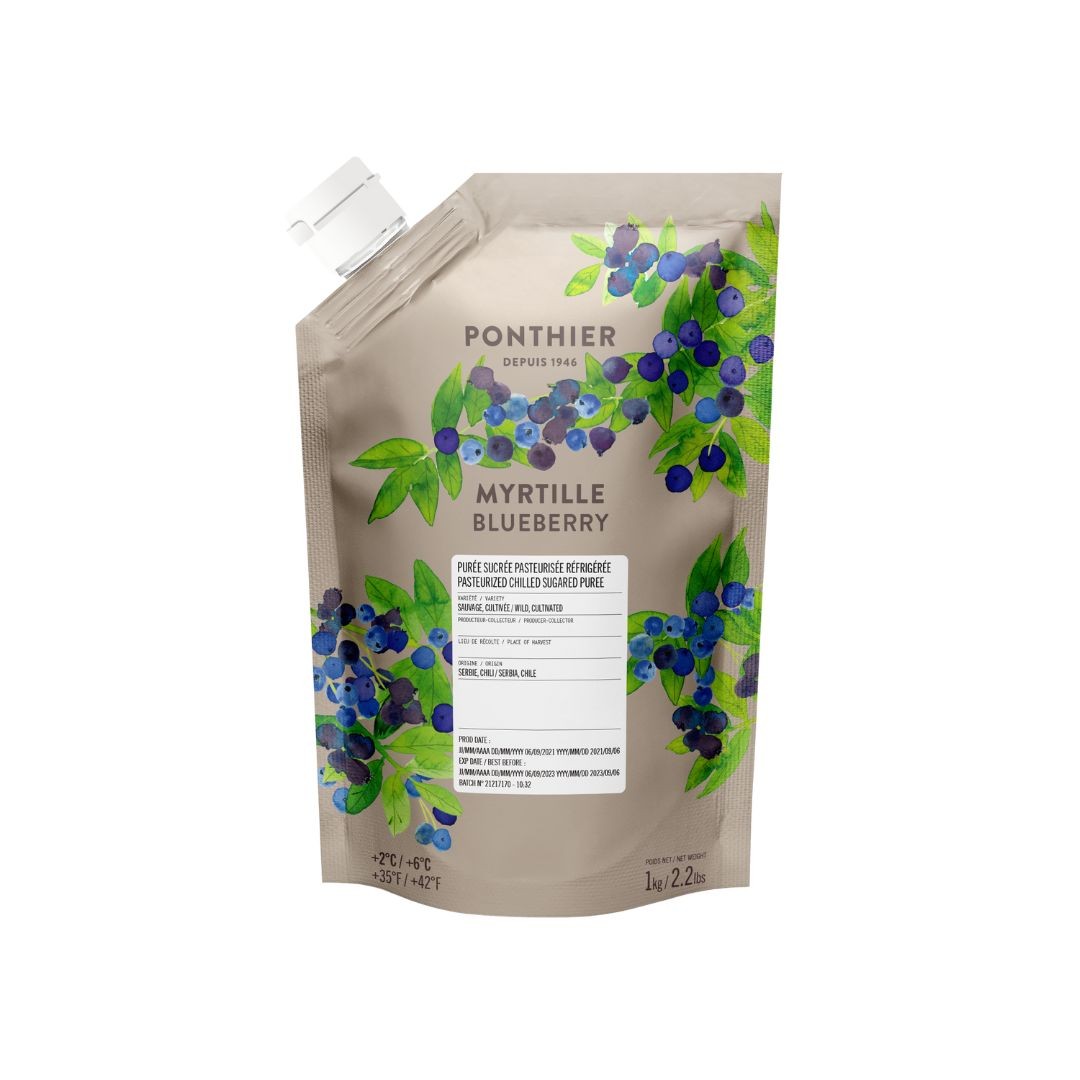 PONTHIER
DEPUIS 1946
MYRTILLE
BLUEBERRY
PURÉE SUCRÉE PASTEURISÉE RÉFRIGÉRÉE
PASTEURIZED CHILLED SUGARED PUREE
VARIÉTÉ / VARIETY
SAUVAGE, CULTIVÉE / WILD, CULTIVATED
PRODUCTEUR-COLLECTEUR / PRODUCER-COLLECTOR
LIEU DE RÉCOLTE / PLACE OF HARVEST
ORIGINE / ORIGIN
SERBIE, CHILI / SERBIA, CHILE
PROD DATE :
JJ/MM/AAAA DD/MM/YYYY 06/09/2021 YYYY/MM/DD 2021/09/06
EXP DATE / BEST BEFORE :
JJ/MM/AAAA DD/MM/YYYY 06/09/2023 YYYY/MM/DD 2023/09/06
BATCH N° 21217170 - 10:32
+2°C / +6°C
+35°F / +42°F
POIDS NET / NET WEIGHT
1kg / 2.2lbs